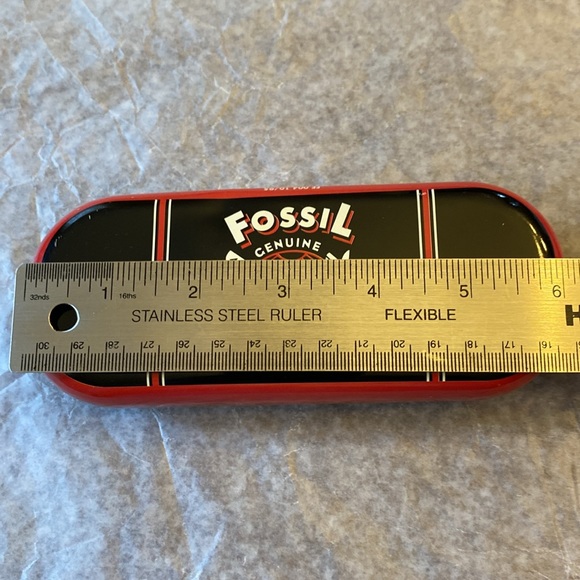 FOSSIL
GENUINE
1 2 3 4 5 6
32nds 16ths
STAINLESS STEEL RULER FLEXIBLE H
30 29 28 27 26 25 24 23 22 21 20 19 18 17 16